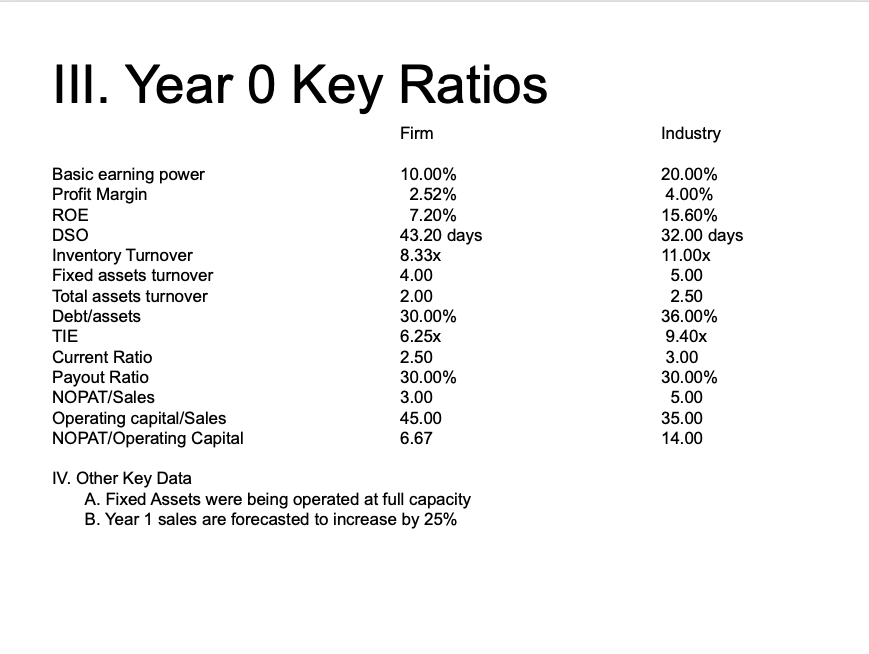 III. Year 0 Key Ratios
Firm Industry
Basic earning power 10.00% 20.00%
Profit Margin 2.52% 4.00%
ROE 7.20% 15.60%
DSO 43.20 days 32.00 days
Inventory Turnover 8.33x 11.00x
Fixed assets turnover 4.00 5.00
Total assets turnover 2.00 2.50
Debt/assets 30.00% 36.00%
TIE 6.25x 9.40x
Current Ratio 2.50 3.00
Payout Ratio 30.00% 30.00%
NOPAT/Sales 3.00 5.00
Operating capital/Sales 45.00 35.00
NOPAT/Operating Capital 6.67 14.00
IV. Other Key Data
A. Fixed Assets were being operated at full capacity
B. Year 1 sales are forecasted to increase by 25%